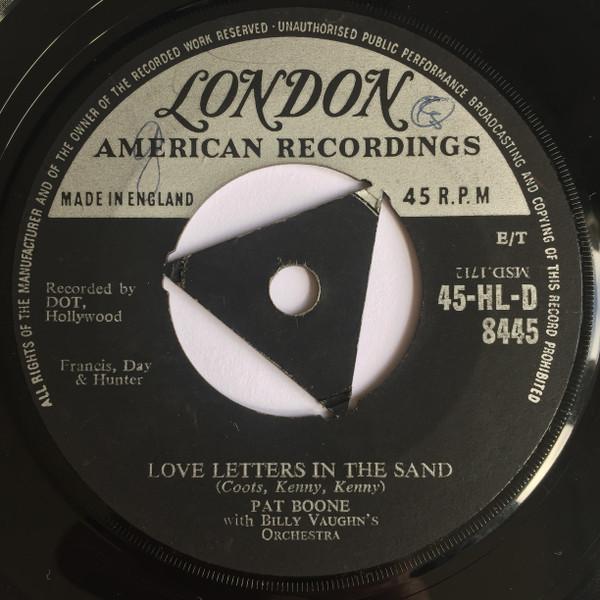 ALL RIGHTS OF THE MANUFACTURER AND OF THE OWNER OF THE RECORDED WORK RESERVED · UNAUTHORISED PUBLIC PERFORMANCE BROADCASTING AND COPYING OF THIS RECORD PROHIBITED
LONDON
AMERICAN RECORDINGS
MADE IN ENGLAND
45 R.P.M
E/T
MSD.1712
Recorded by
DOT,
Hollywood
45-HL-D
8445
Francis, Day
& Hunter
LOVE LETTERS IN THE SAND
(Coots, Kenny, Kenny)
PAT BOONE
with BILLY VAUGHN'S
ORCHESTRA